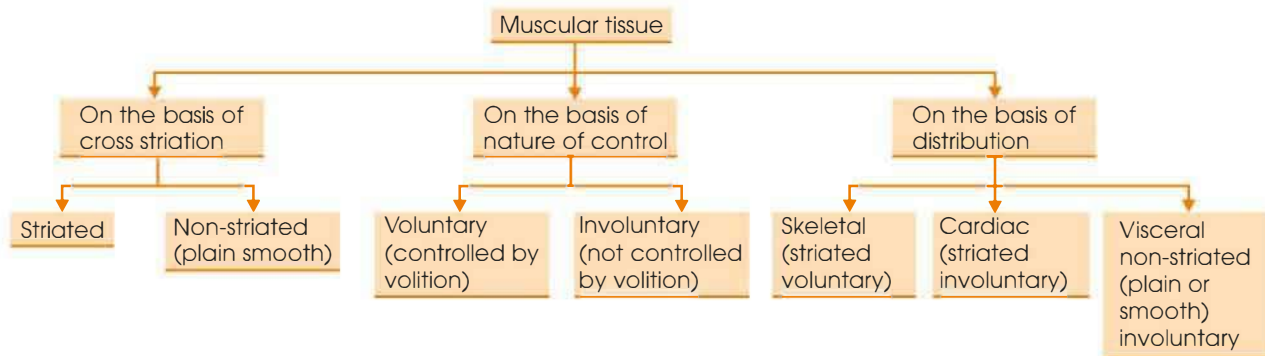 Muscular tissue
On the basis of
cross striation
On the basis of
nature of control
On the basis of
distribution
Striated
Non-striated
(plain smooth)
Voluntary
(controlled by
volition)
Involuntary
(not controlled
by volition)
Skeletal
(striated
voluntary)
Cardiac
(striated
involuntary)
Visceral
non-striated
(plain or
smooth)
involuntary